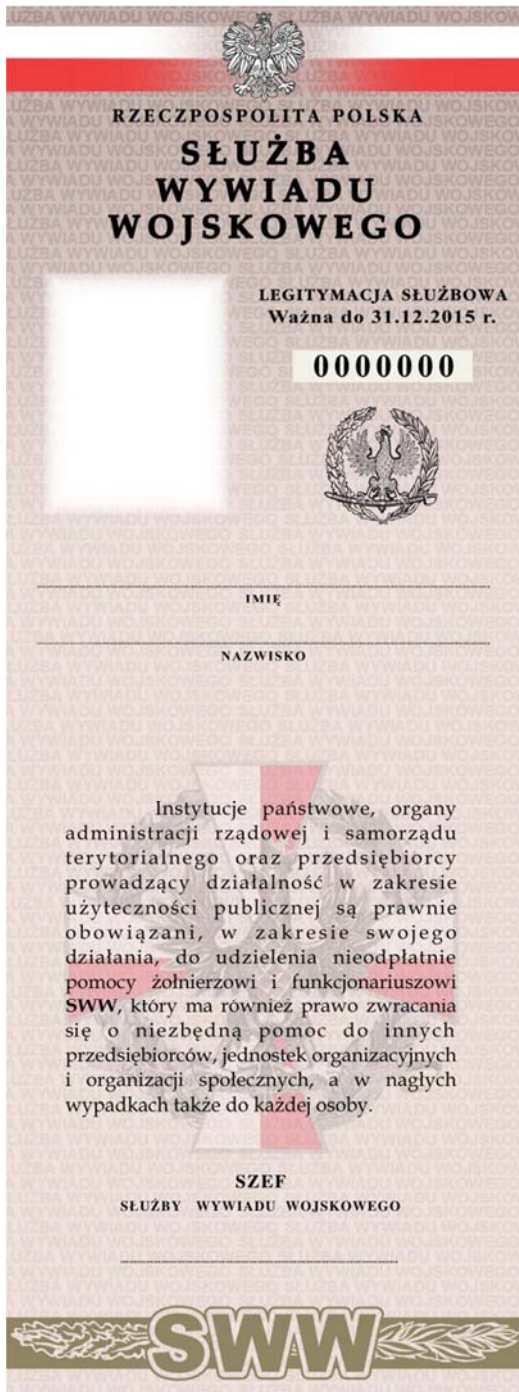 RZECZPOSPOLITA POLSKA
SŁUŻBA
WYWIADU
WOJSKOWEGO
LEGITYMACJA SŁUŻBOWA
Ważna do 31.12.2015 r.
0000000
IMIĘ
NAZWISKO
Instytucje państwowe, organy
administracji rządowej i samorządu
terytorialnego oraz przedsiębiorcy
prowadzący działalność w zakresie
użyteczności publicznej są prawnie
obowiązani, w zakresie swojego
działania, do udzielenia nieodpłatnie
pomocy żołnierzowi i funkcjonariuszowi
SWW, który ma również prawo zwracania
się o niezbędną pomoc do innych
przedsiębiorców, jednostek organizacyjnych
i organizacji społecznych, a w nagłych
wypadkach także do każdej osoby.
SZEF
SŁUŻBY WYWIADU WOJSKOWEGO
SWW